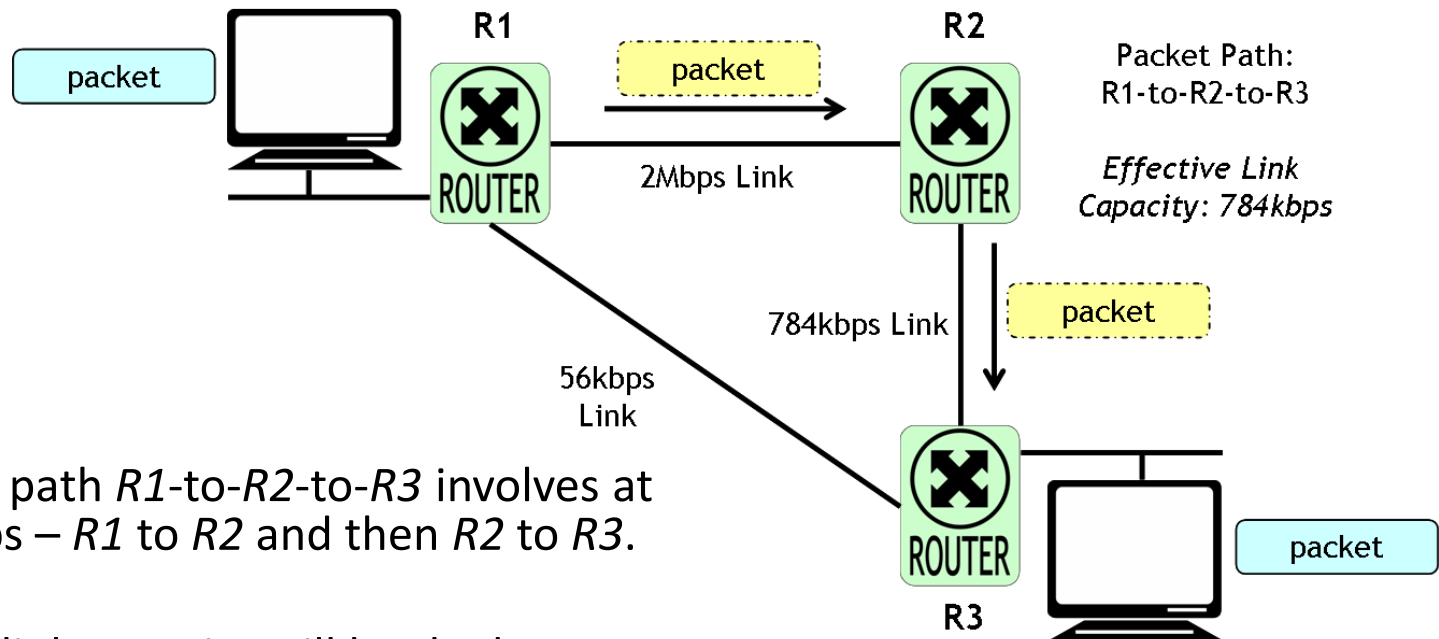 R1
R2
packet
packet
Packet Path:
R1-to-R2-to-R3
ROUTER
2Mbps Link
ROUTER
Effective Link
Capacity: 784kbps
784kbps Link
packet
56kbps
Link
path R1-to-R2-to-R3 involves at
– R1 to R2 and then R2 to R3.
ROUTER
packet
R3